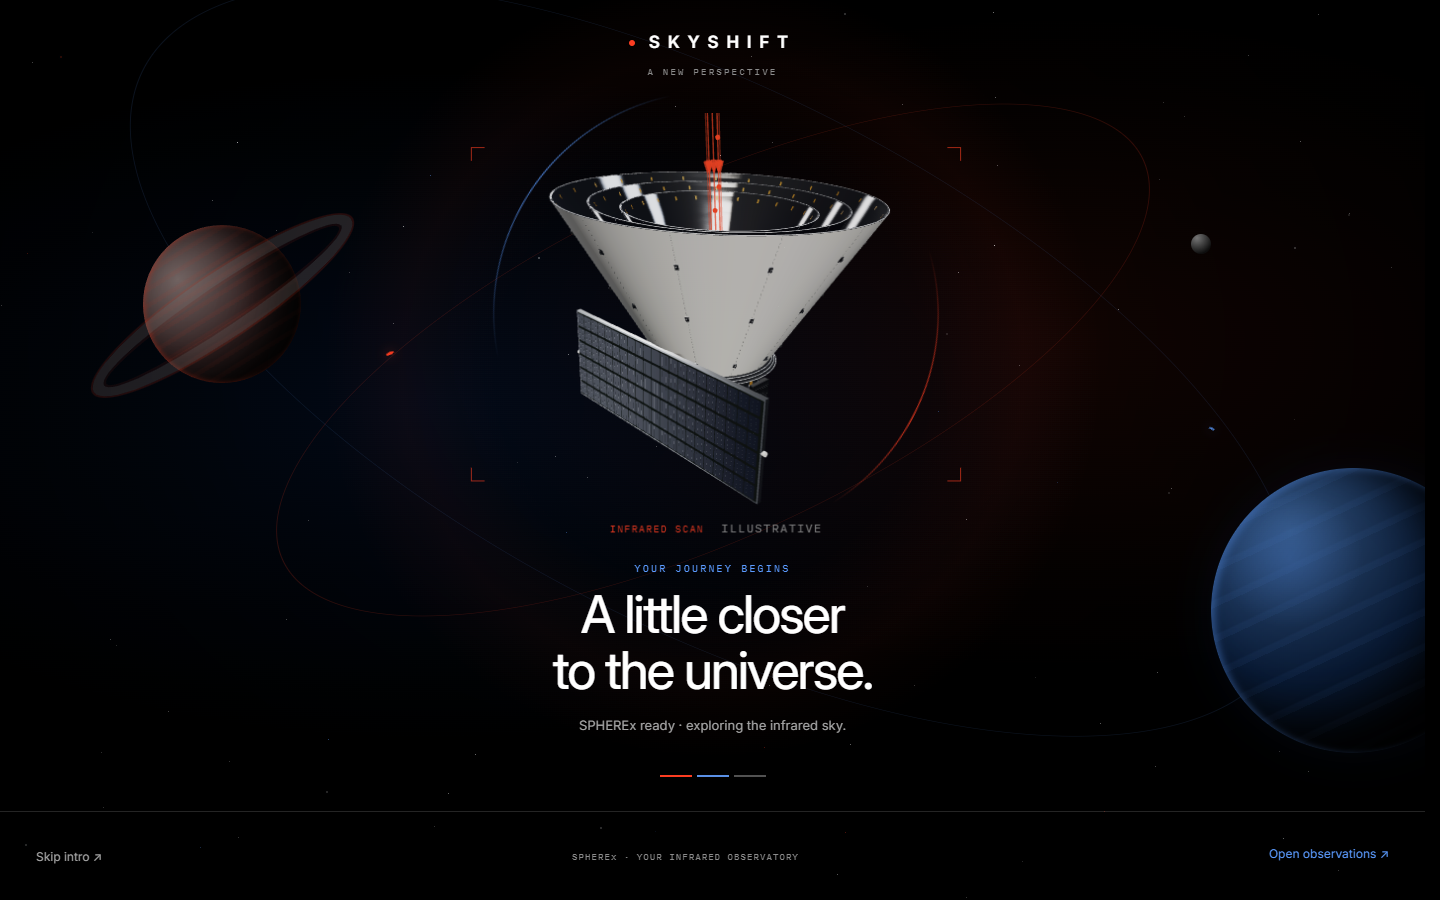 SKYSHIFT
A NEW PERSPECTIVE
INFRARED SCAN ILLUSTRATIVE
YOUR JOURNEY BEGINS
A little closer
to the universe.
SPHEREx ready · exploring the infrared sky.
Skip intro ↗
SPHEREx · YOUR INFRARED OBSERVATORY
Open observations ↗